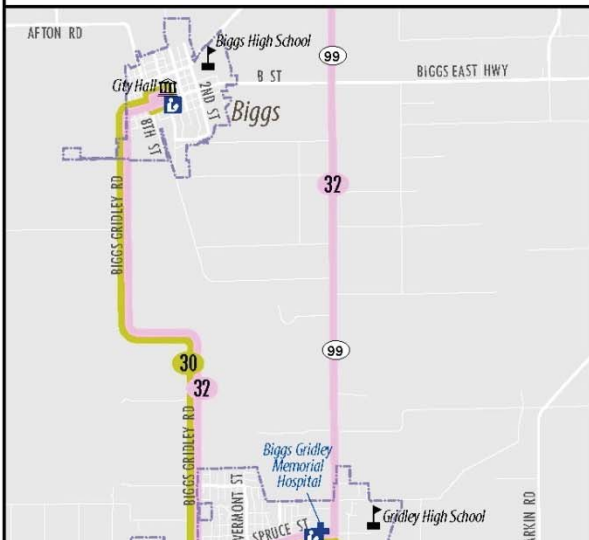 AFTON RD
Biggs High School
99
City Hall
B ST
BIGGS EAST HWY
2ND ST
Biggs
8TH ST
32
BIGGS GRIDLEY RD
99
30
32
BIGGS GRIDLEY RD
Biggs Gridley
Memorial
Hospital
VERMONT ST
SPRUCE ST
Gridley High School
ARKIN RD